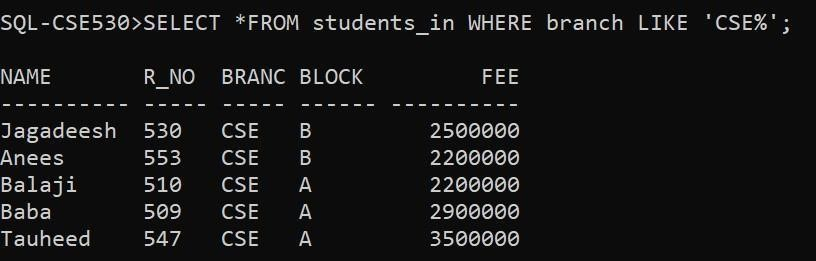 SQL-CSE530>SELECT *FROM students_in WHERE branch LIKE 'CSE%';
NAME       R_NO  BRANC BLOCK         FEE
---------- ----- ----- ------ ----------
Jagadeesh  530   CSE   B         2500000
Anees      553   CSE   B         2200000
Balaji     510   CSE   A         2200000
Baba       509   CSE   A         2900000
Tauheed    547   CSE   A         3500000